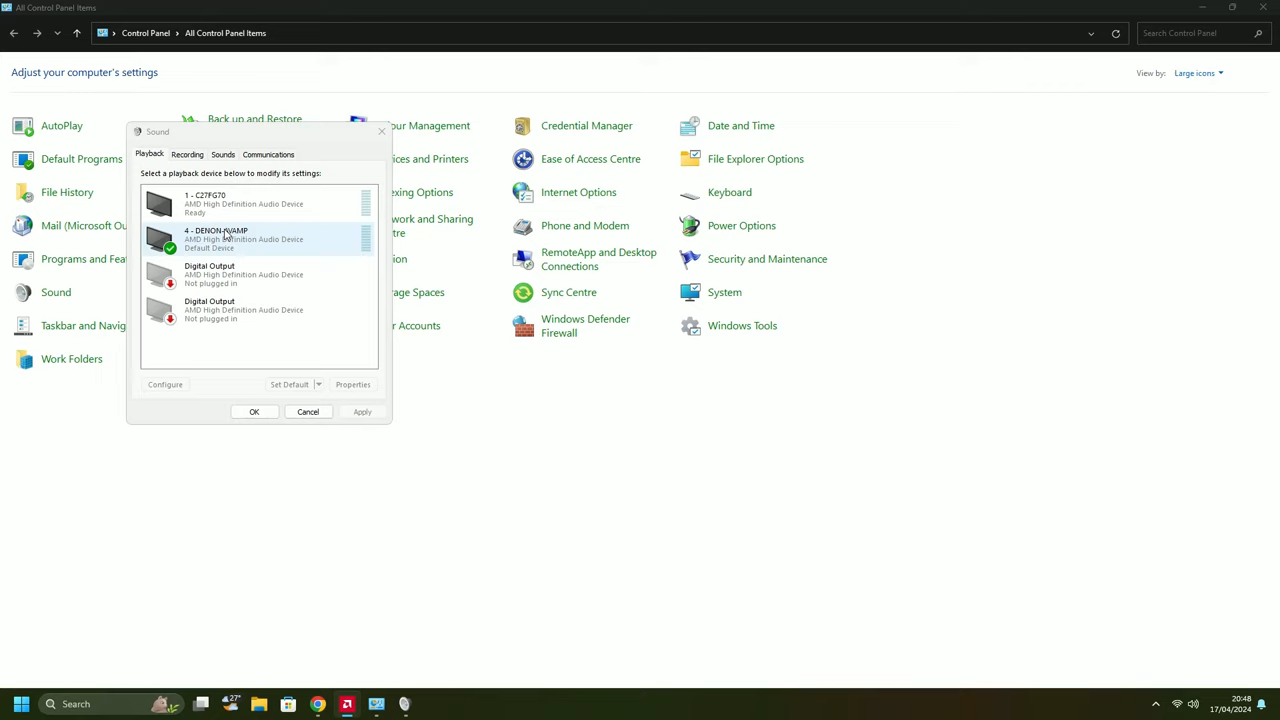 All Control Panel Items
Control Panel
All Control Panel Items
Search Control Panel
Adjust your computer's settings
View by:
Large icons
AutoPlay
Back up and Restore
our Management
Credential Manager
Date and Time
Default Programs
ices and Printers
Ease of Access Centre
File Explorer Options
File History
exing Options
Internet Options
Keyboard
Mail (Microsoft Ou
work and Sharing
tre
Phone and Modem
Power Options
Programs and Fea
ion
RemoteApp and Desktop
Connections
Security and Maintenance
Sound
rage Spaces
Sync Centre
System
Taskbar and Navig
r Accounts
Windows Defender
Firewall
Windows Tools
Work Folders
Sound
Playback
Recording
Sounds
Communications
Select a playback device below to modify its settings:
1 - C27FG70
AMD High Definition Audio Device
Ready
4 - DENON-AVAMP
AMD High Definition Audio Device
Default Device
Digital Output
AMD High Definition Audio Device
Not plugged in
Digital Output
AMD High Definition Audio Device
Not plugged in
Configure
Set Default
Properties
OK
Cancel
Apply
Search
27°
20:48
17/04/2024